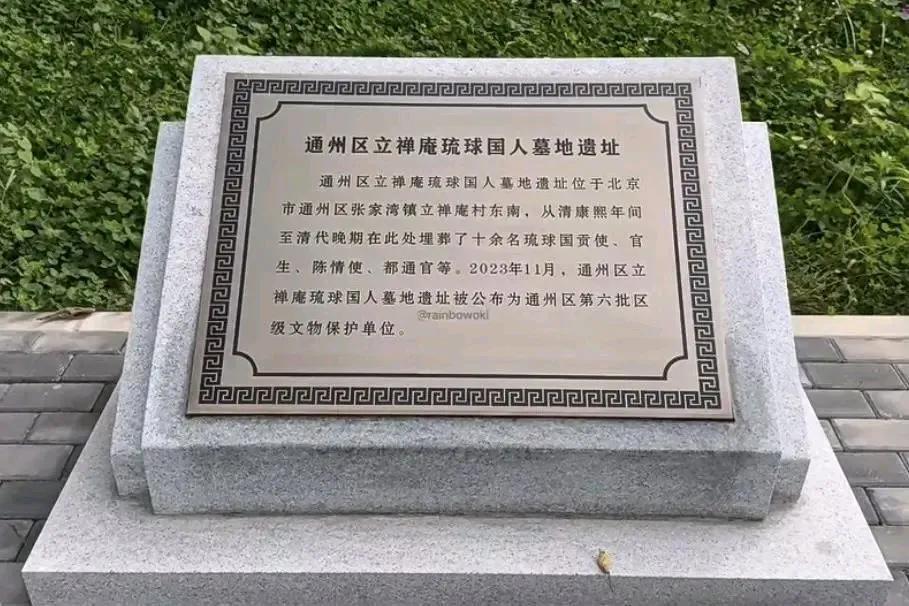 通州区立禅庵琉球国人墓地遗址
通州区立禅庵琉球国人墓地遗址位于北京
市通州区张家湾镇立禅庵村东南，从清康熙年间
至清代晚期在此处埋葬了十余名琉球国贡使、官
生、陈情使、都通官等。2023年11月，通州区立
禅庵琉球国人墓地遗址被公布为通州区第六批区
@rainbowoki
级文物保护单位。